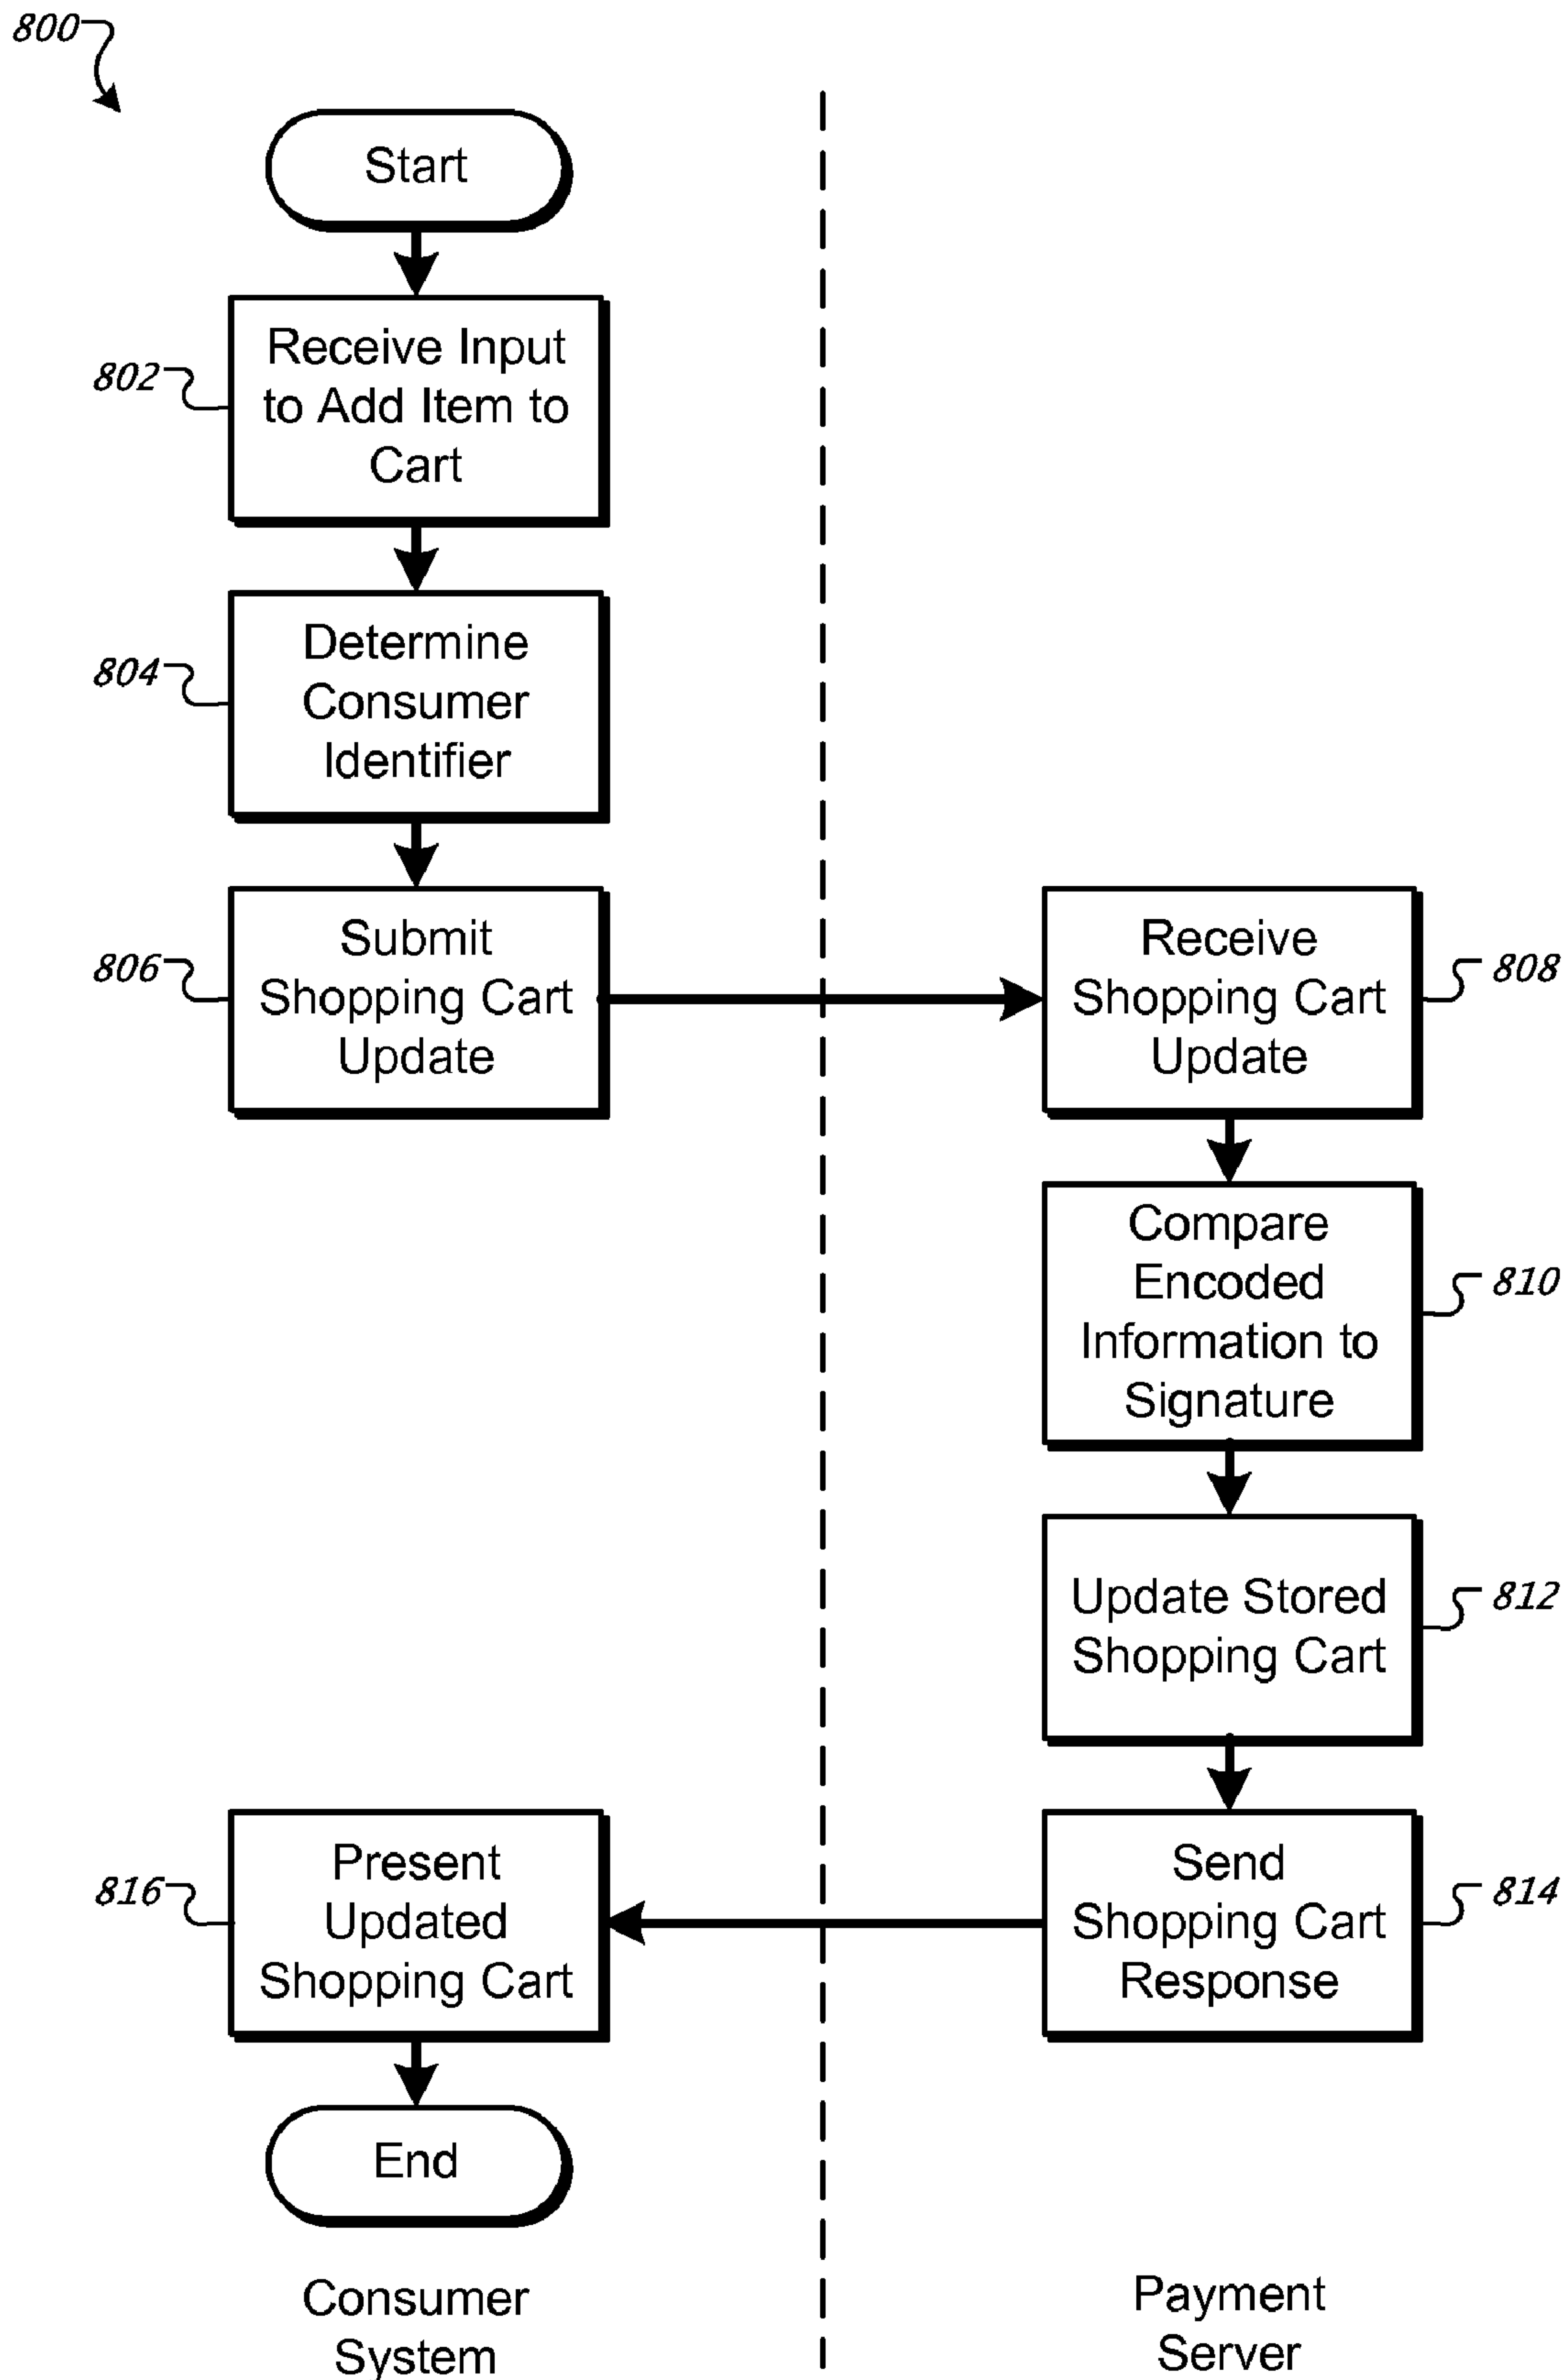 800
Start
802
Receive Input
to Add Item to
Cart
804
Determine
Consumer
Identifier
806
Submit
Shopping Cart
Update
Receive
Shopping Cart
Update
808
Compare
Encoded
Information to
Signature
810
Update Stored
Shopping Cart
812
Send
Shopping Cart
Response
814
816
Present
Updated
Shopping Cart
End
Consumer
System
Payment
Server